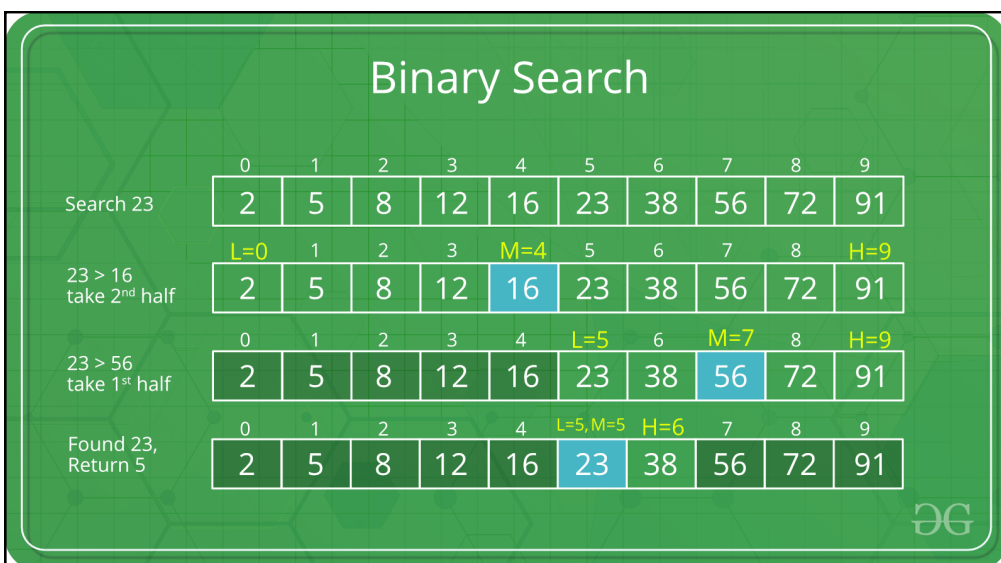 Binary Search
0 1 2 3 4 5 6 7 8 9
Search 23
2 5 8 12 16 23 38 56 72 91
L=0 1 2 3 M=4 5 6 7 8 H=9
23 > 16
take 2nd half
2 5 8 12 16 23 38 56 72 91
0 1 2 3 4 L=5 6 M=7 8 H=9
23 > 56
take 1st half
2 5 8 12 16 23 38 56 72 91
0 1 2 3 4 L=5, M=5 H=6 7 8 9
Found 23,
Return 5
2 5 8 12 16 23 38 56 72 91